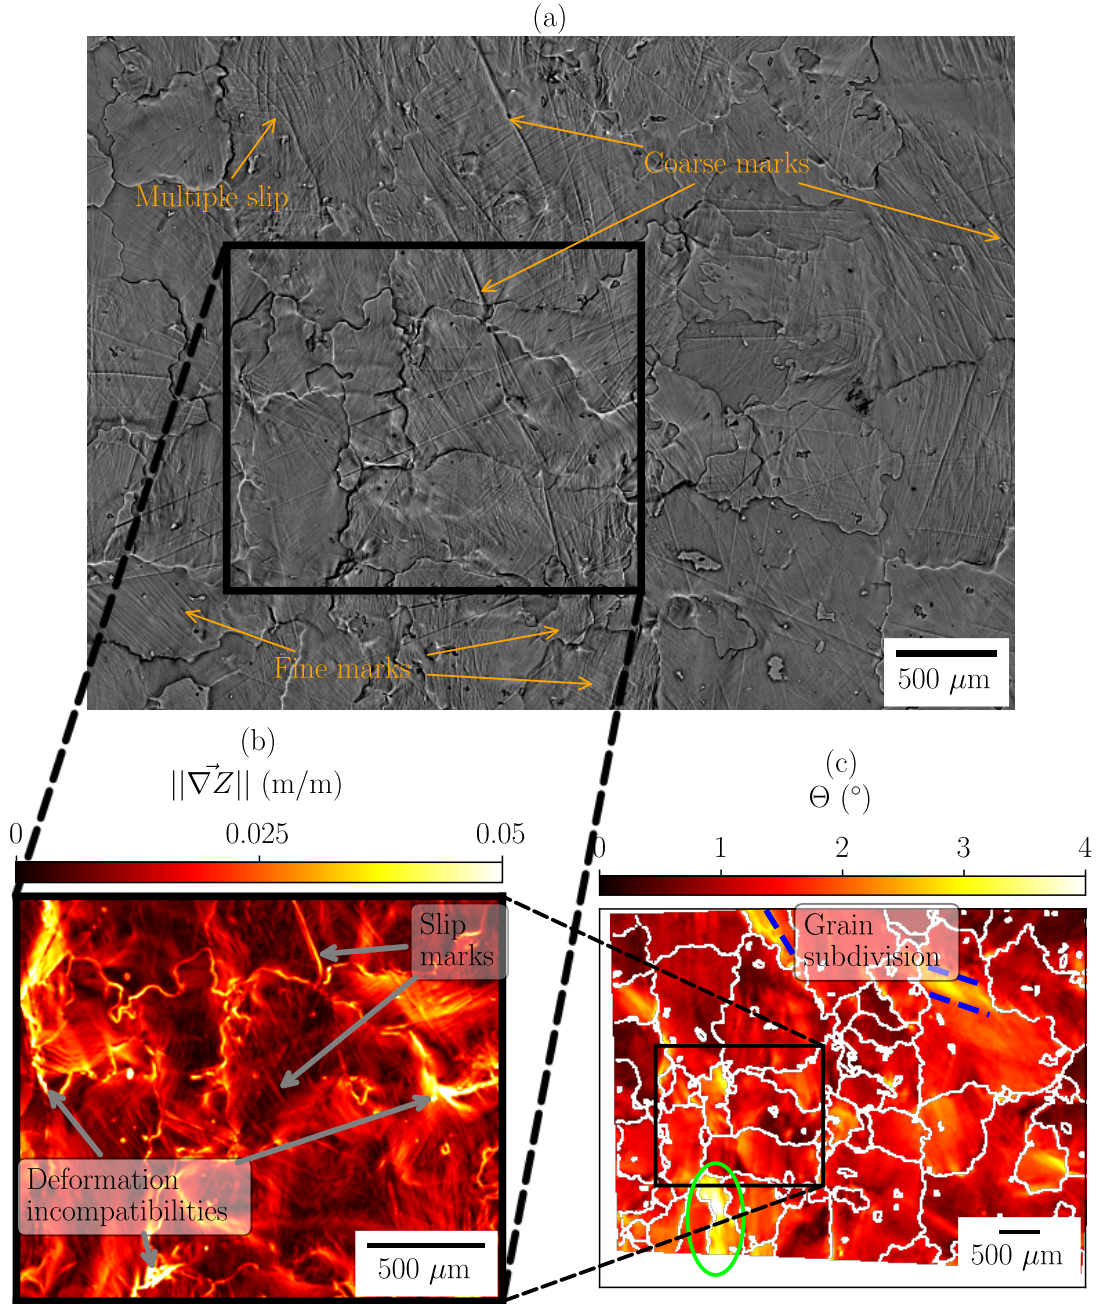 (a)
Multiple slip
Coarse marks
Fine marks
500 μm
(b)
||∇⃗Z|| (m/m)
0 0.025 0.05
Slip
marks
Deformation
incompatibilities
500 μm
(c)
Θ (°)
0 1 2 3 4
Grain
subdivision
500 μm